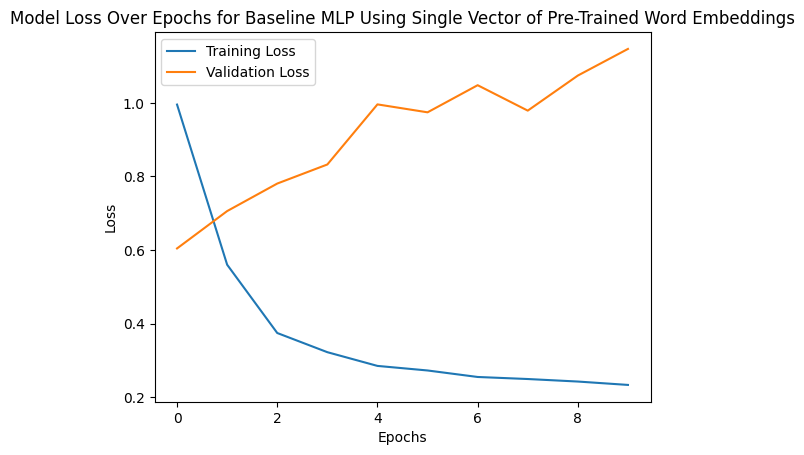 Model Loss Over Epochs for Baseline MLP Using Single Vector of Pre-Trained Word Embeddings
Training Loss
Validation Loss
1.0
0.8
0.6
0.4
0.2
Loss
0 2 4 6 8
Epochs